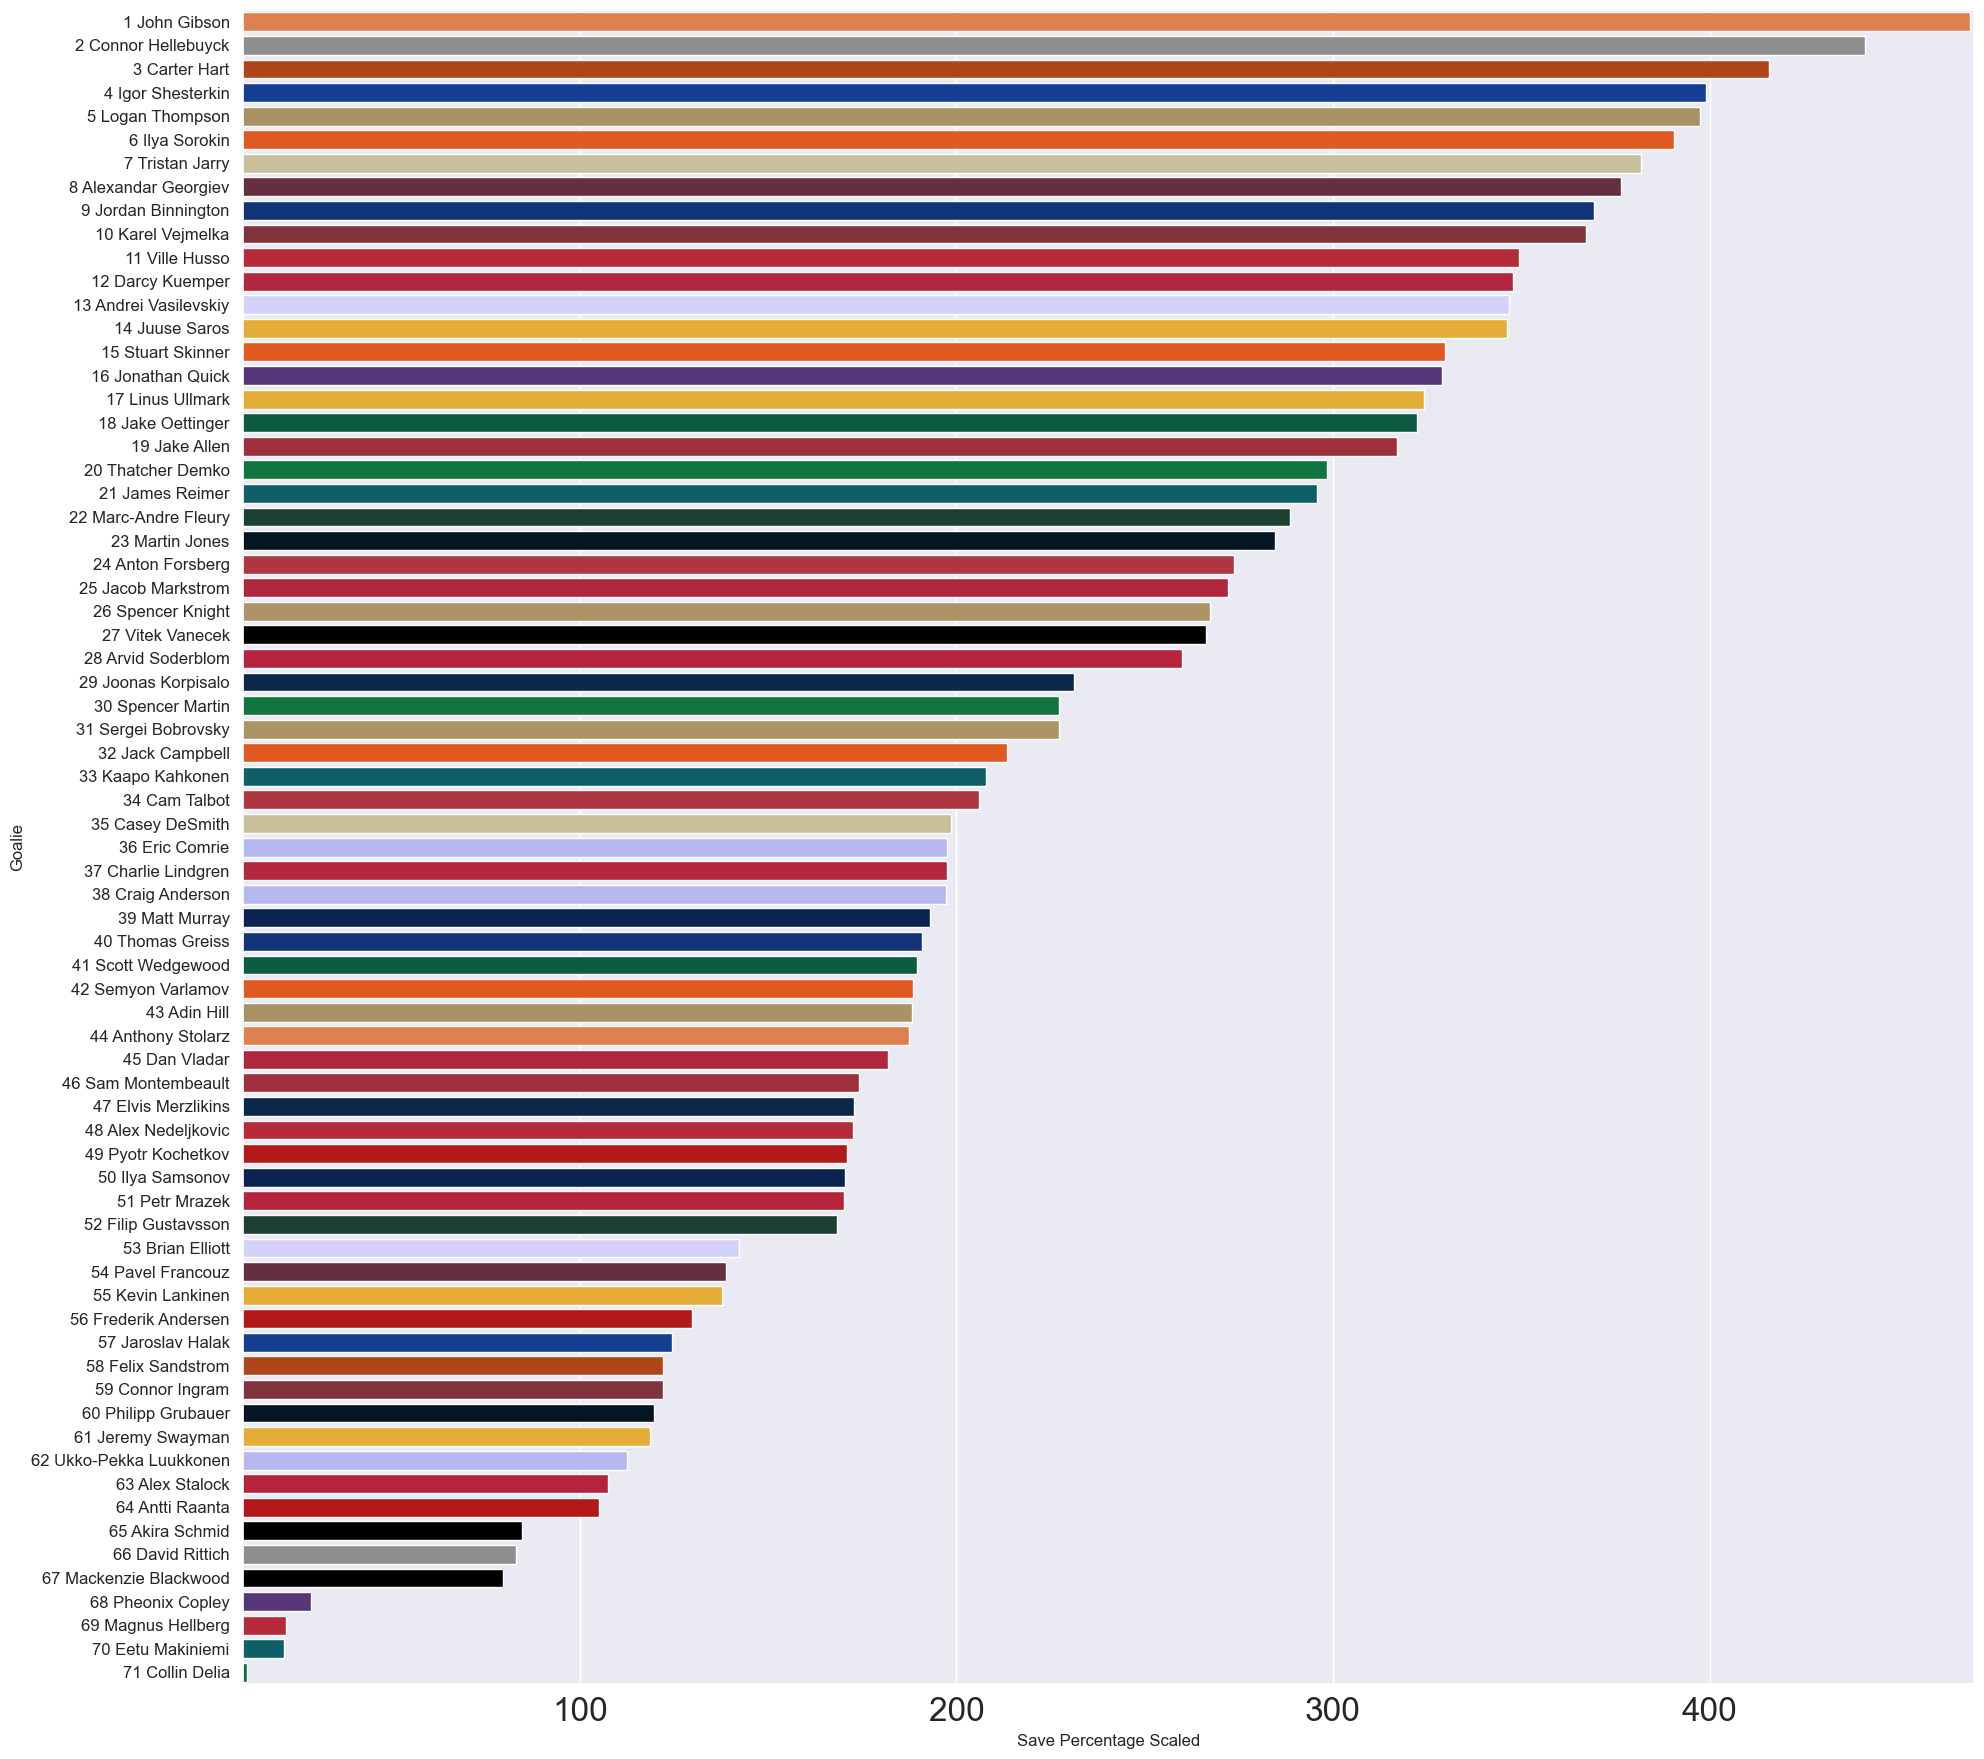 1 John Gibson
2 Connor Hellebuyck
3 Carter Hart
4 Igor Shesterkin
5 Logan Thompson
6 Ilya Sorokin
7 Tristan Jarry
8 Alexandar Georgiev
9 Jordan Binnington
10 Karel Vejmelka
11 Ville Husso
12 Darcy Kuemper
13 Andrei Vasilevskiy
14 Juuse Saros
15 Stuart Skinner
16 Jonathan Quick
17 Linus Ullmark
18 Jake Oettinger
19 Jake Allen
20 Thatcher Demko
21 James Reimer
22 Marc-Andre Fleury
23 Martin Jones
24 Anton Forsberg
25 Jacob Markstrom
26 Spencer Knight
27 Vitek Vanecek
28 Arvid Soderblom
29 Joonas Korpisalo
30 Spencer Martin
31 Sergei Bobrovsky
32 Jack Campbell
33 Kaapo Kahkonen
34 Cam Talbot
35 Casey DeSmith
36 Eric Comrie
37 Charlie Lindgren
38 Craig Anderson
39 Matt Murray
40 Thomas Greiss
41 Scott Wedgewood
42 Semyon Varlamov
43 Adin Hill
44 Anthony Stolarz
45 Dan Vladar
46 Sam Montembeault
47 Elvis Merzlikins
48 Alex Nedeljkovic
49 Pyotr Kochetkov
50 Ilya Samsonov
51 Petr Mrazek
52 Filip Gustavsson
53 Brian Elliott
54 Pavel Francouz
55 Kevin Lankinen
56 Frederik Andersen
57 Jaroslav Halak
58 Felix Sandstrom
59 Connor Ingram
60 Philipp Grubauer
61 Jeremy Swayman
62 Ukko-Pekka Luukkonen
63 Alex Stalock
64 Antti Raanta
65 Akira Schmid
66 David Rittich
67 Mackenzie Blackwood
68 Pheonix Copley
69 Magnus Hellberg
70 Eetu Makiniemi
71 Collin Delia
Goalie
100 200 300 400
Save Percentage Scaled